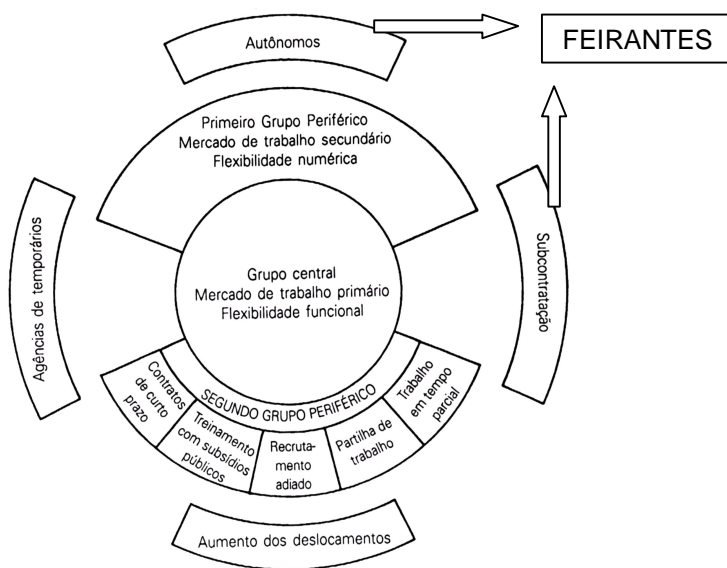 Autônomos
FEIRANTES
Primeiro Grupo Periférico
Mercado de trabalho secundário
Flexibilidade numérica
Agências de temporários
Grupo central
Mercado de trabalho primário
Flexibilidade funcional
Subcontratação
SEGUNDO GRUPO PERIFÉRICO
Contratos
de curto
prazo
Treinamento
com subsídios
públicos
Recruta-
mento
adiado
Partilha de
trabalho
Trabalho
em tempo
parcial
Aumento dos deslocamentos